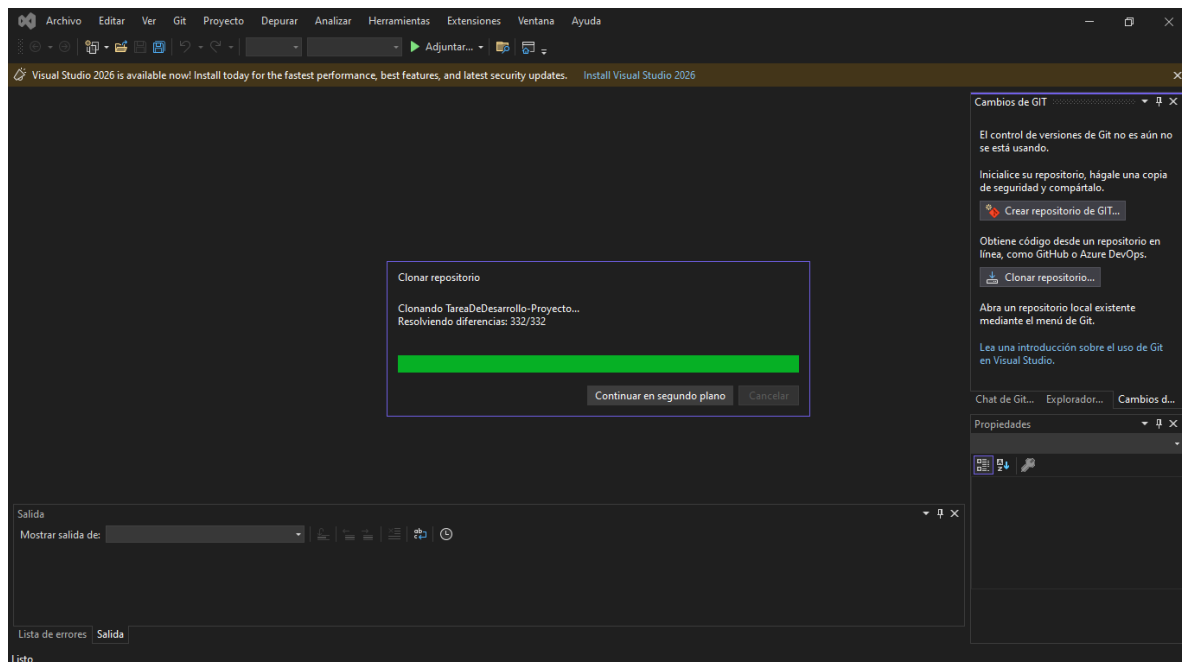 Archivo Editar Ver Git Proyecto Depurar Analizar Herramientas Extensiones Ventana Ayuda
Adjuntar...
Visual Studio 2026 is available now! Install today for the fastest performance, best features, and latest security updates. Install Visual Studio 2026
Cambios de GIT
El control de versiones de Git no es aún no
se está usando.
Inicialice su repositorio, hágale una copia
de seguridad y compártalo.
Crear repositorio de GIT...
Obtiene código desde un repositorio en
línea, como GitHub o Azure DevOps.
Clonar repositorio...
Abra un repositorio local existente
mediante el menú de Git.
Lea una introducción sobre el uso de Git
en Visual Studio.
Chat de Git... Explorador... Cambios d...
Clonar repositorio
Clonando TareaDeDesarrollo-Proyecto...
Resolviendo diferencias: 332/332
Continuar en segundo plano Cancelar
Propiedades
Salida
Mostrar salida de:
Lista de errores Salida
Listo